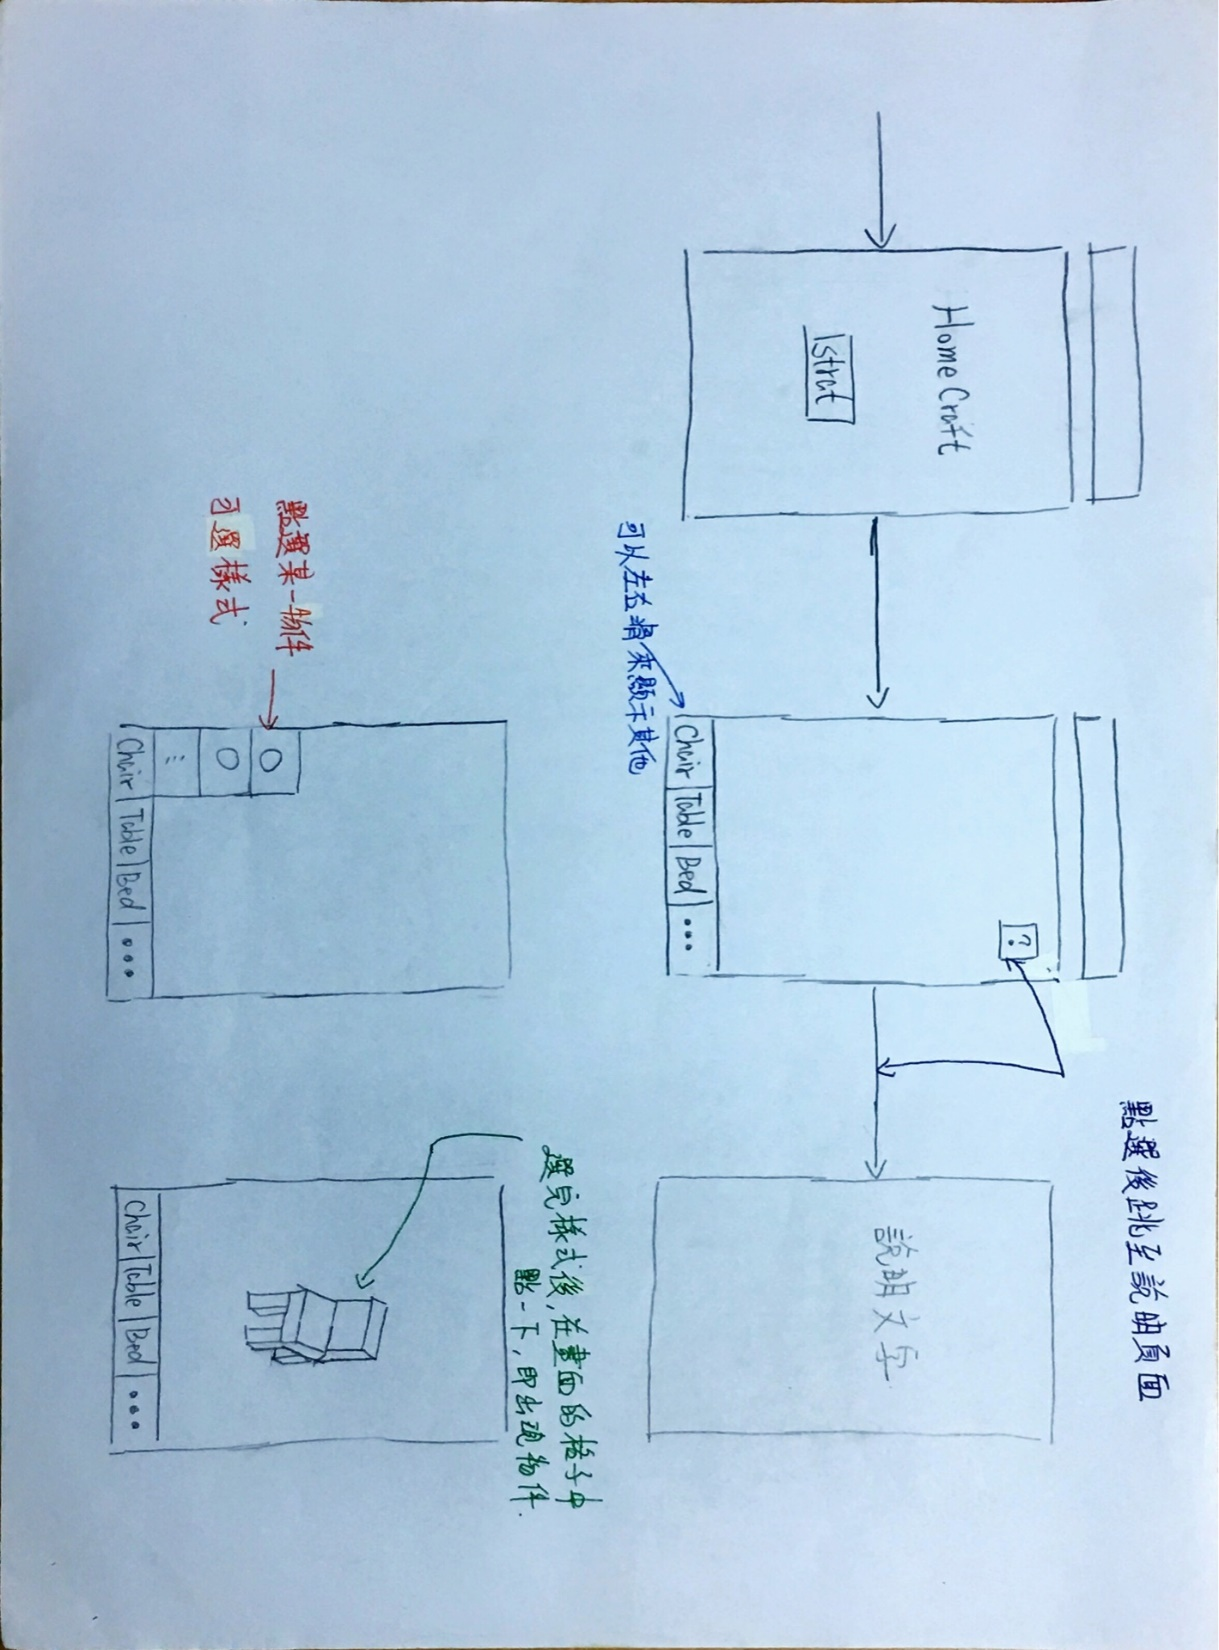 Home Craft
strat
?
Chair Table Bed ...
可以左右滑來顯示其他
點選後跳至說明頁面
說明文字
點選某一物件
可選樣式
Chair Table Bed ...
選完樣式後,在畫面的格子中
點一下,即出現物件.
Chair Table Bed ...